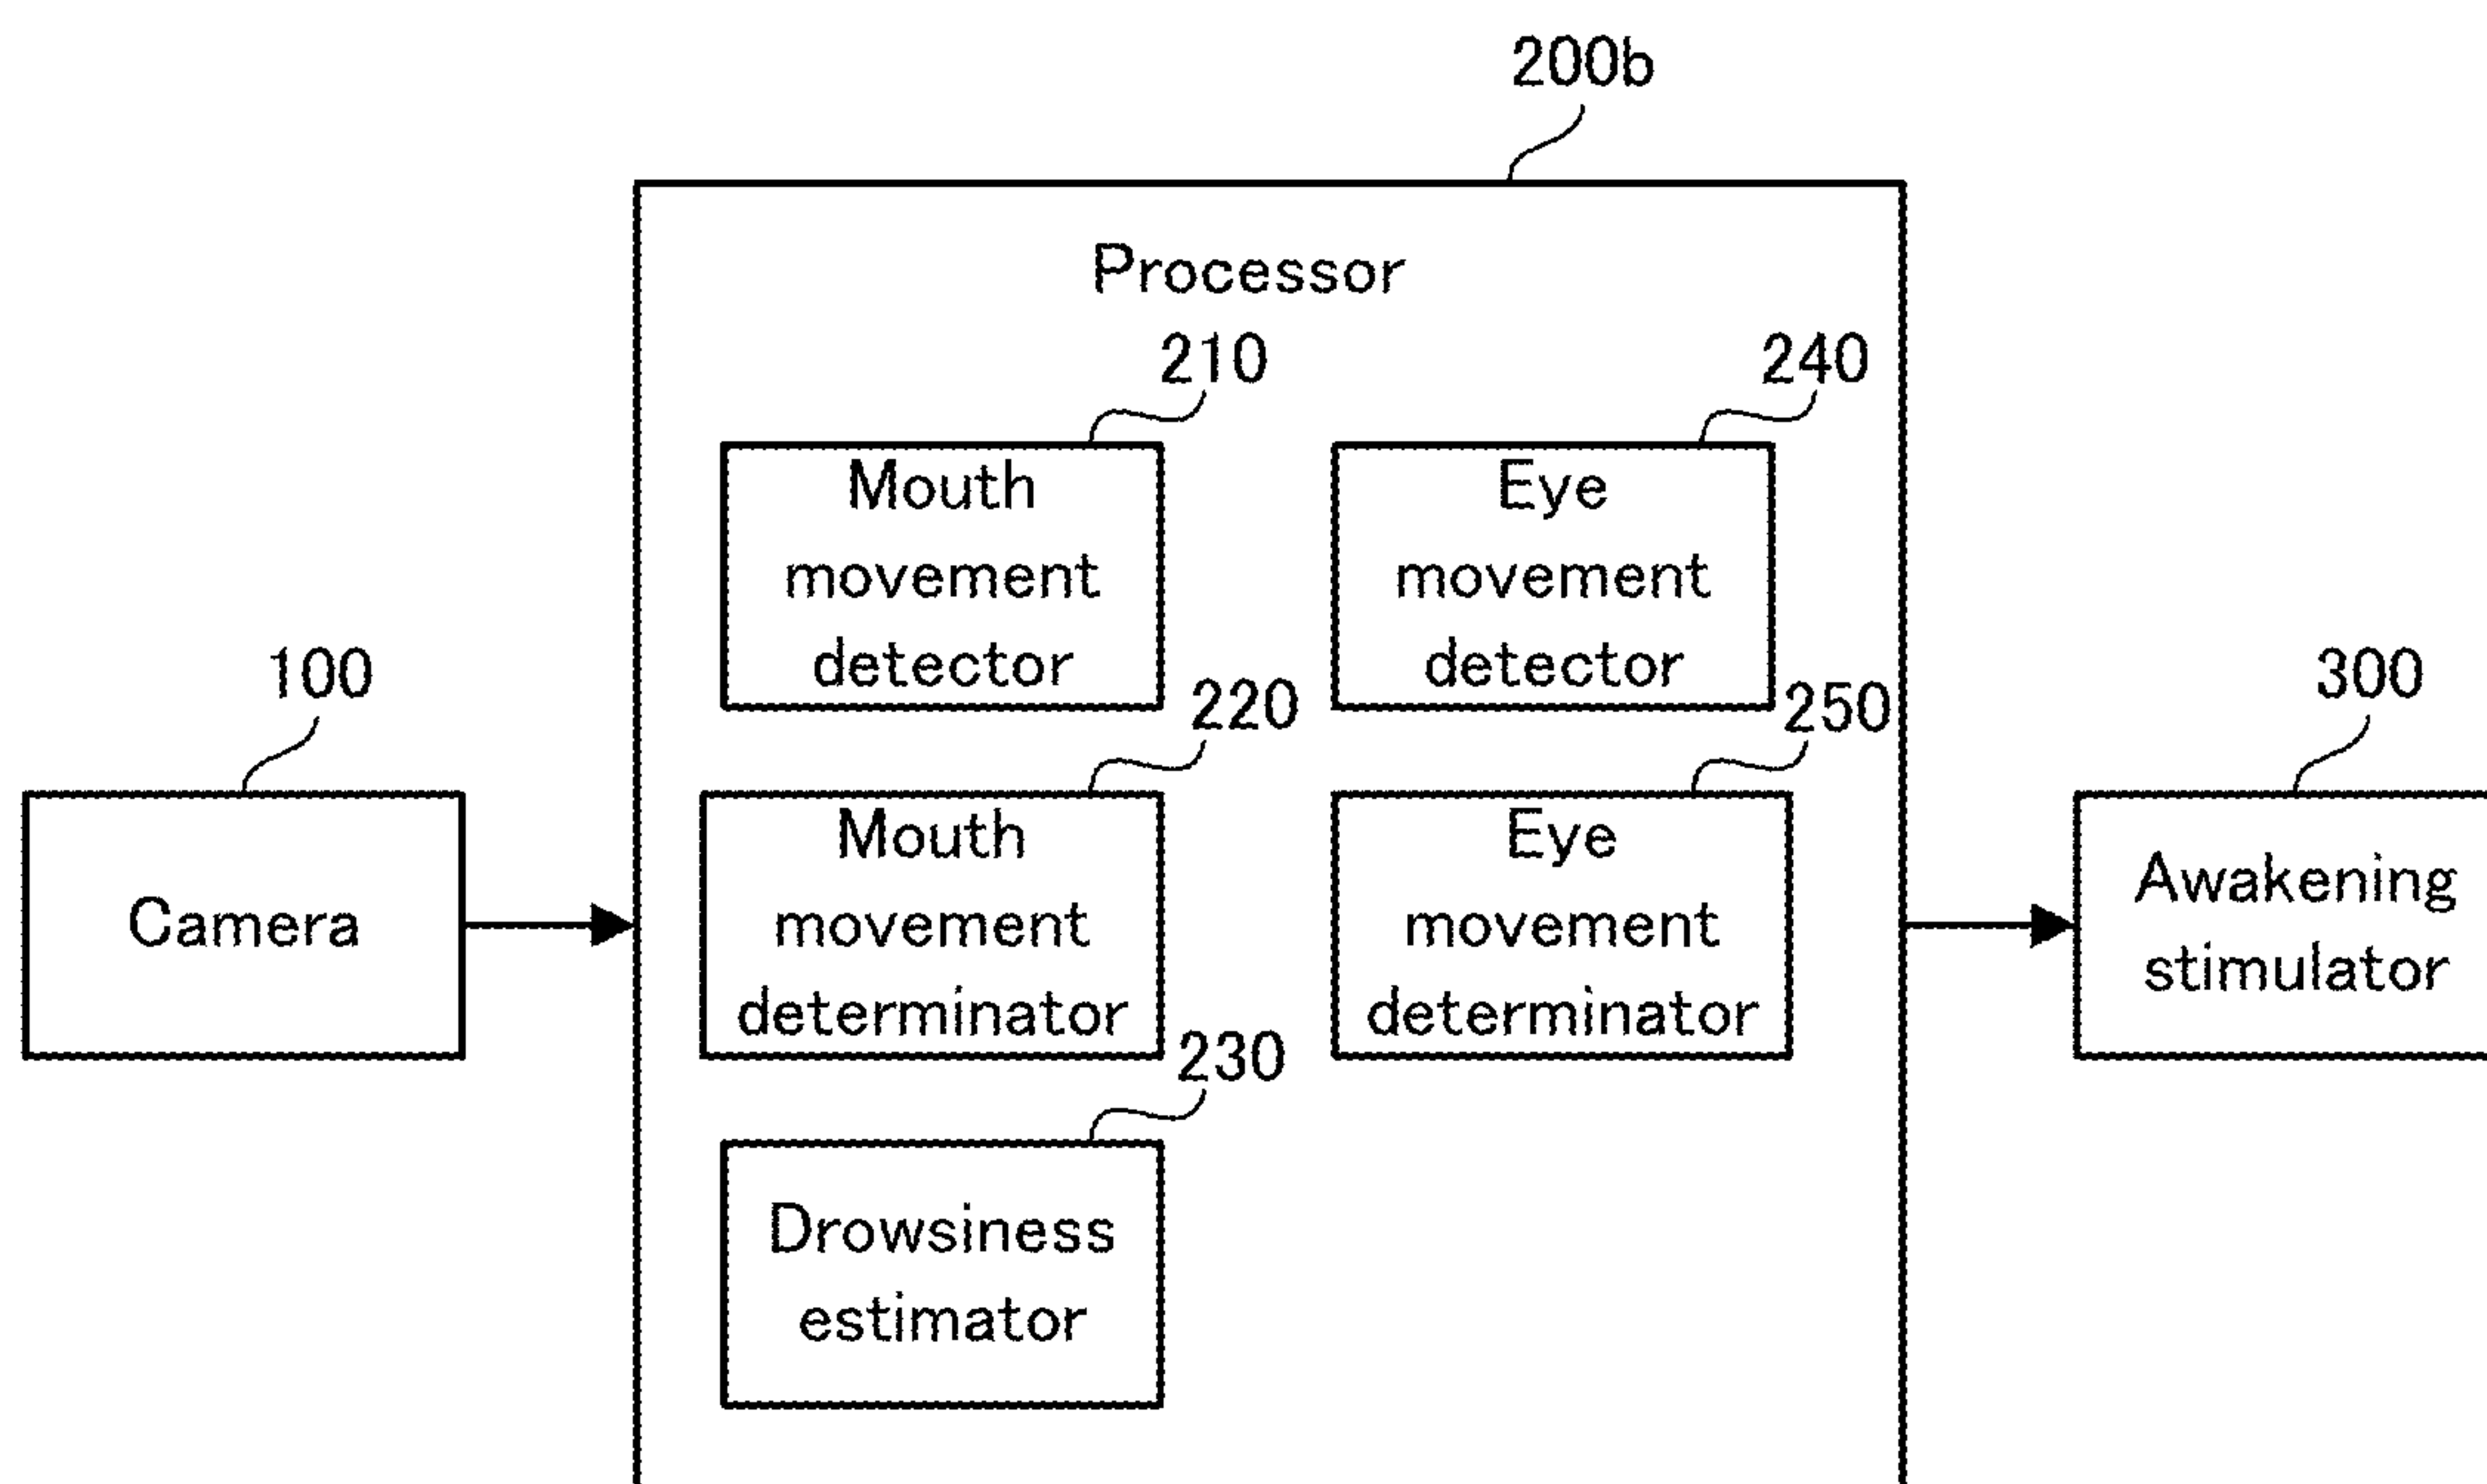 200b
Processor
210
240
Mouth
movement
detector
Eye
movement
detector
100
220
250
300
Camera
Mouth
movement
determinator
Eye
movement
determinator
Awakening
stimulator
230
Drowsiness
estimator